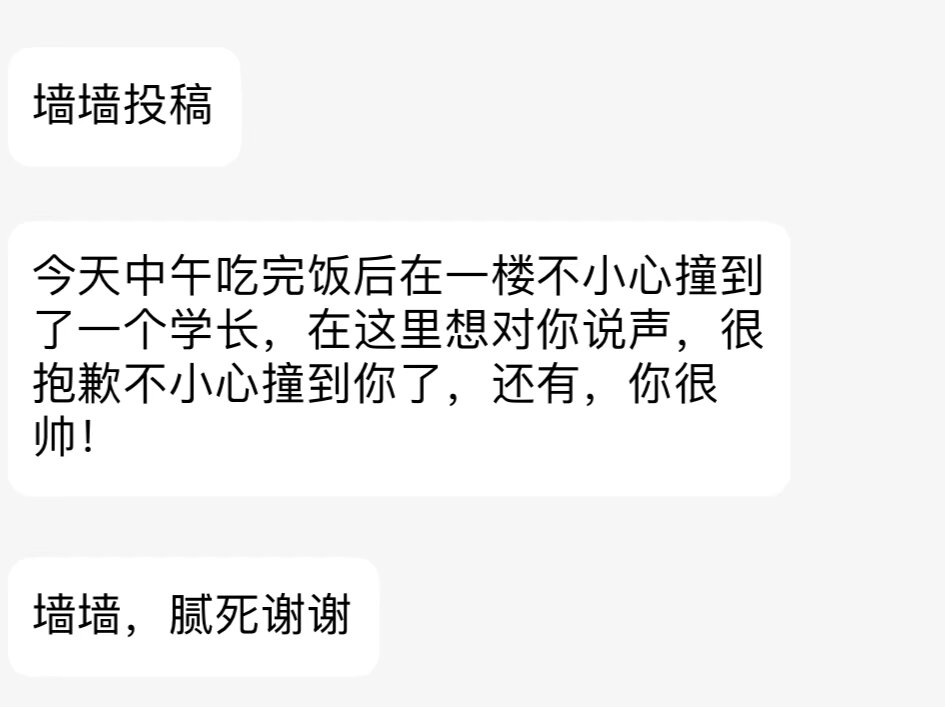 墙墙投稿
今天中午吃完饭后在一楼不小心撞到
了一个学长，在这里想对你说声，很
抱歉不小心撞到你了，还有，你很
帅！
墙墙，腻死谢谢